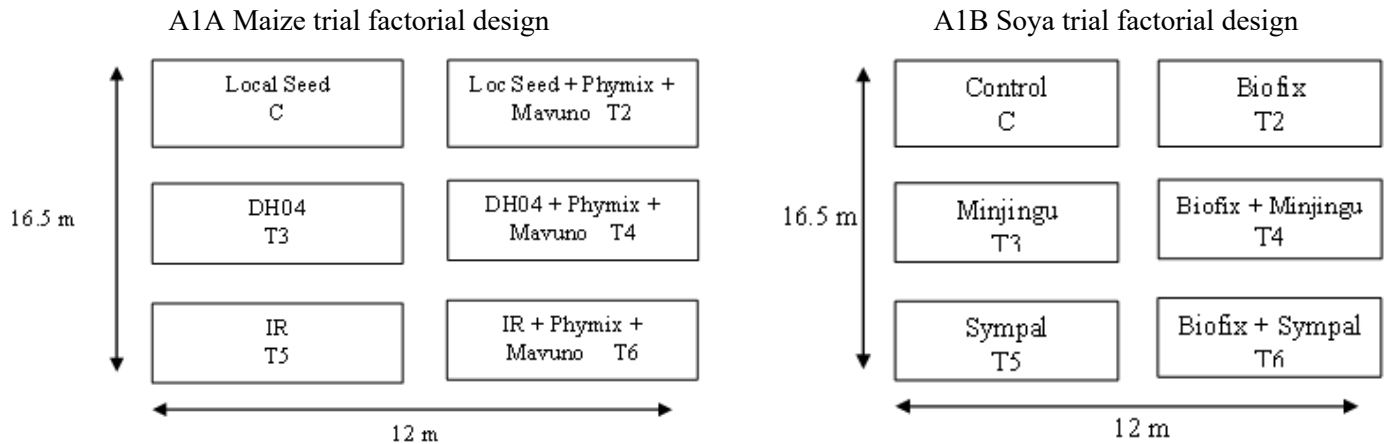 A1A Maize trial factorial design
Local Seed
C
Loc Seed + Phymix +
Mavuno T2
16.5 m
DH04
T3
DH04 + Phymix +
Mavuno T4
IR
T5
IR + Phymix +
Mavuno T6
12 m
A1B Soya trial factorial design
Control
C
Biofix
T2
16.5 m
Minjingu
T3
Biofix + Minjingu
T4
Sympal
T5
Biofix + Sympal
T6
12 m